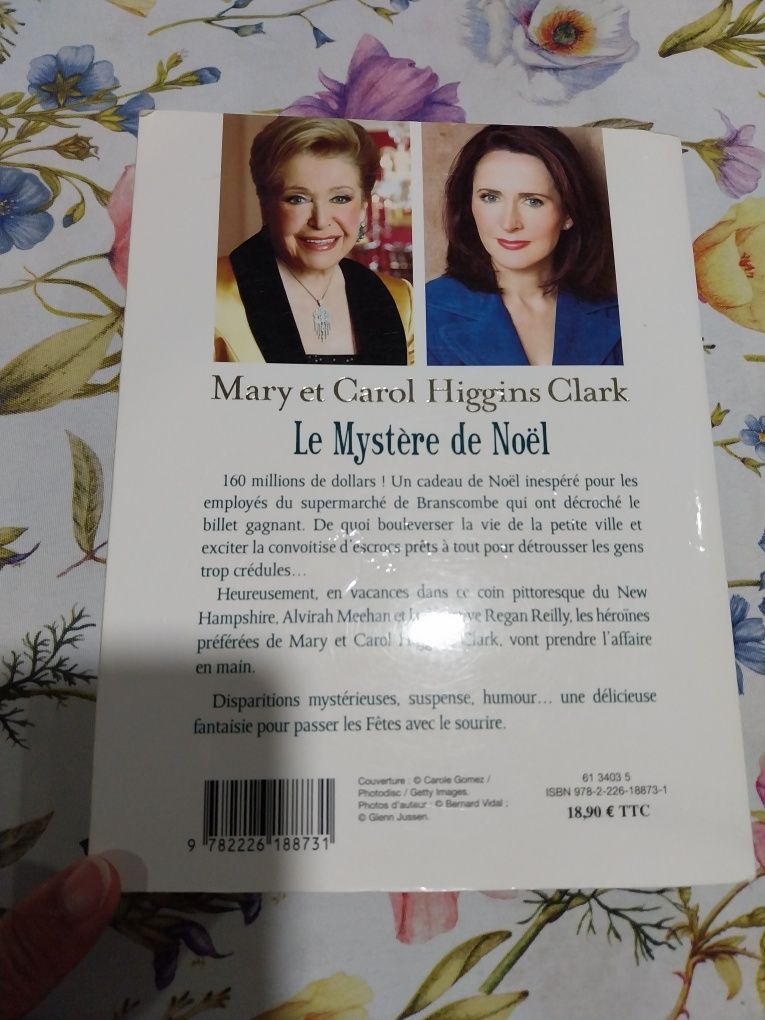 Mary et Carol Higgins Clark
Le Mystère de Noël
160 millions de dollars ! Un cadeau de Noël inespéré pour les
employés du supermarché de Branscombe qui ont décroché le
billet gagnant. De quoi bouleverser la vie de la petite ville et
exciter la convoitise d'escrocs prêts à tout pour détrousser les gens
trop crédules...
Heureusement, en vacances dans ce coin pittoresque du New
Hampshire, Alvirah Meehan et Regan Reilly, les héroïnes
préférées de Mary et Carol Higgins Clark, vont prendre l'affaire
en main.
Disparitions mystérieuses, suspense, humour... une délicieuse
fantaisie pour passer les Fêtes avec le sourire.
Couverture : © Carole Gomez /
Photodisc / Getty Images.
Photos d'auteur : © Bernard Vidal ;
© Glenn Jussen.
61 3403 5
ISBN 978-2-226-18873-1
18,90 € TTC
9 782226 188731